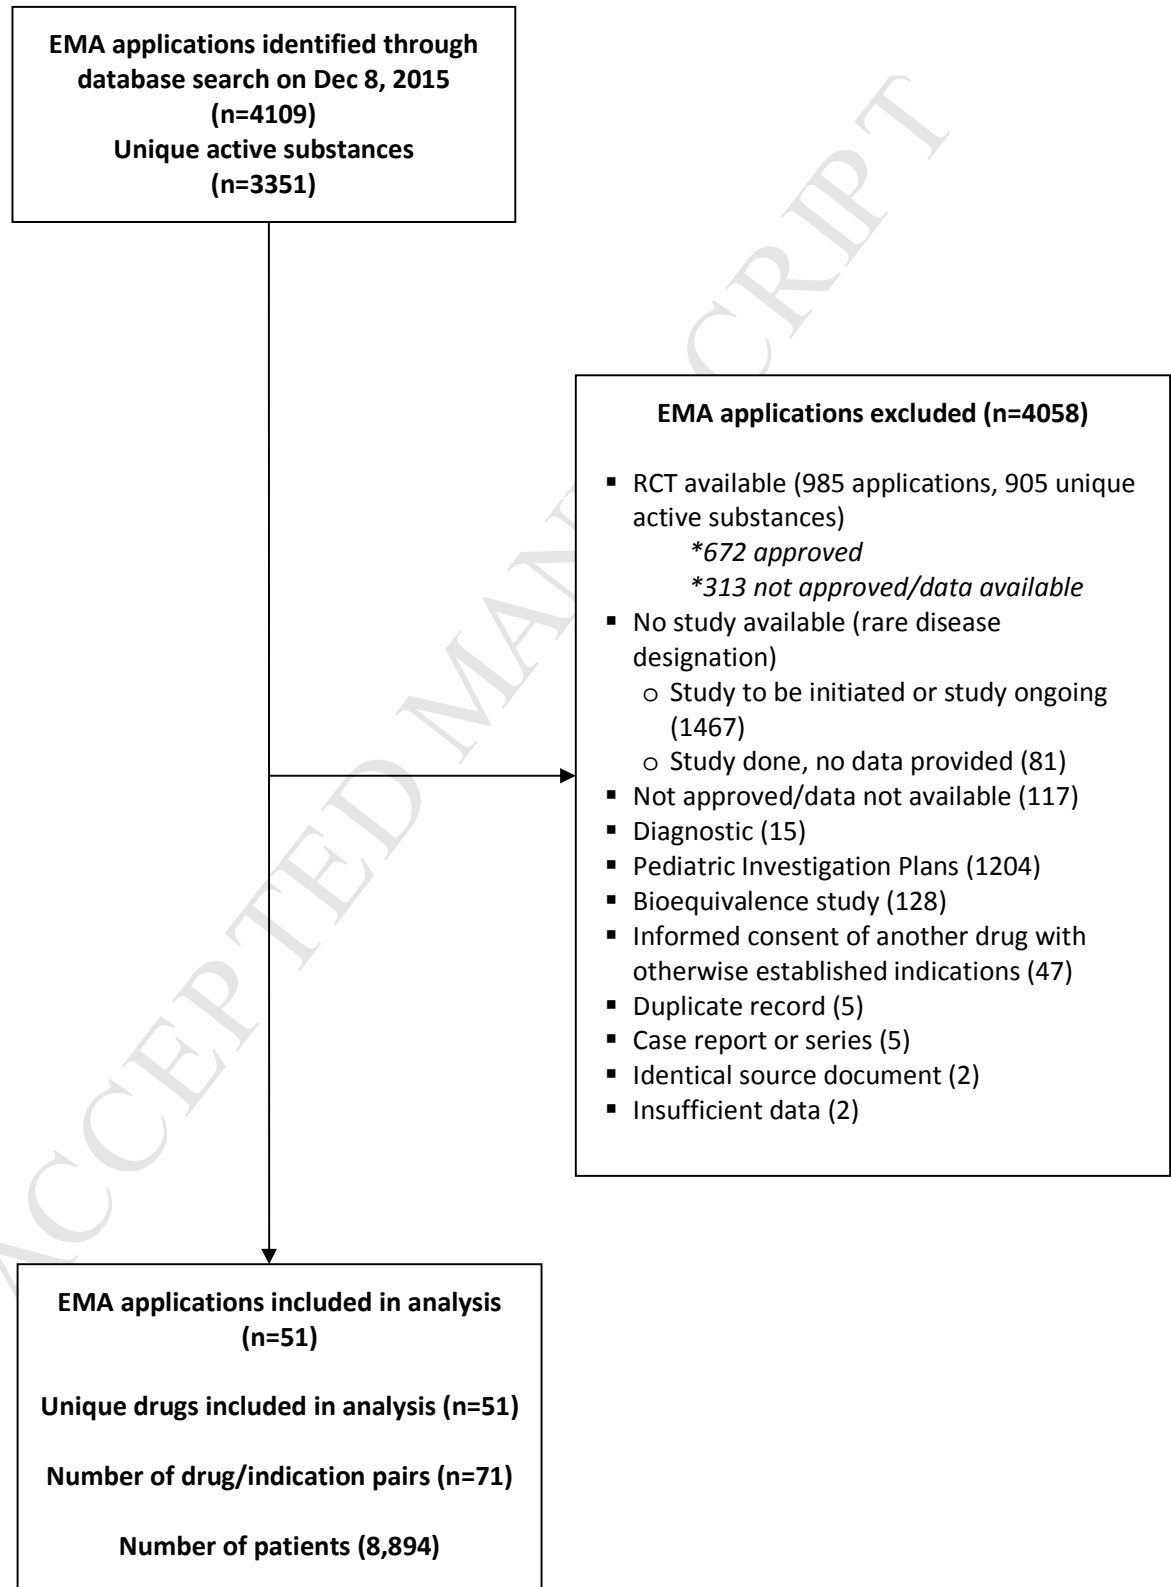 EMA applications identified through
database search on Dec 8, 2015
(n=4109)
Unique active substances
(n=3351)
EMA applications excluded (n=4058)
▪ RCT available (985 applications, 905 unique
active substances)
*672 approved
*313 not approved/data available
▪ No study available (rare disease
designation)
o Study to be initiated or study ongoing
(1467)
o Study done, no data provided (81)
▪ Not approved/data not available (117)
▪ Diagnostic (15)
▪ Pediatric Investigation Plans (1204)
▪ Bioequivalence study (128)
▪ Informed consent of another drug with
otherwise established indications (47)
▪ Duplicate record (5)
▪ Case report or series (5)
▪ Identical source document (2)
▪ Insufficient data (2)
EMA applications included in analysis
(n=51)
Unique drugs included in analysis (n=51)
Number of drug/indication pairs (n=71)
Number of patients (8,894)
ACCEPTED MANUSCRIPT